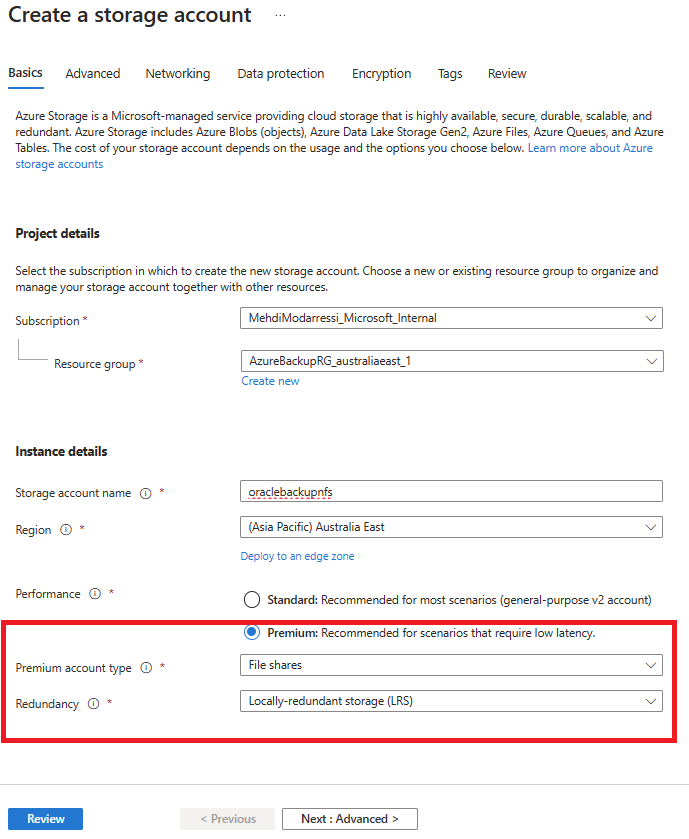 Create a storage account ...
Basics Advanced Networking Data protection Encryption Tags Review
Azure Storage is a Microsoft-managed service providing cloud storage that is highly available, secure, durable, scalable, and
redundant. Azure Storage includes Azure Blobs (objects), Azure Data Lake Storage Gen2, Azure Files, Azure Queues, and Azure
Tables. The cost of your storage account depends on the usage and the options you choose below. Learn more about Azure
storage accounts
Project details
Select the subscription in which to create the new storage account. Choose a new or existing resource group to organize and
manage your storage account together with other resources.
Subscription * MehdiModarressi_Microsoft_Internal
Resource group * AzureBackupRG_australiaeast_1
Create new
Instance details
Storage account name * oraclebackupnfs
Region * (Asia Pacific) Australia East
Deploy to an edge zone
Performance * Standard: Recommended for most scenarios (general-purpose v2 account)
Premium: Recommended for scenarios that require low latency.
Premium account type * File shares
Redundancy * Locally-redundant storage (LRS)
Review < Previous Next : Advanced >